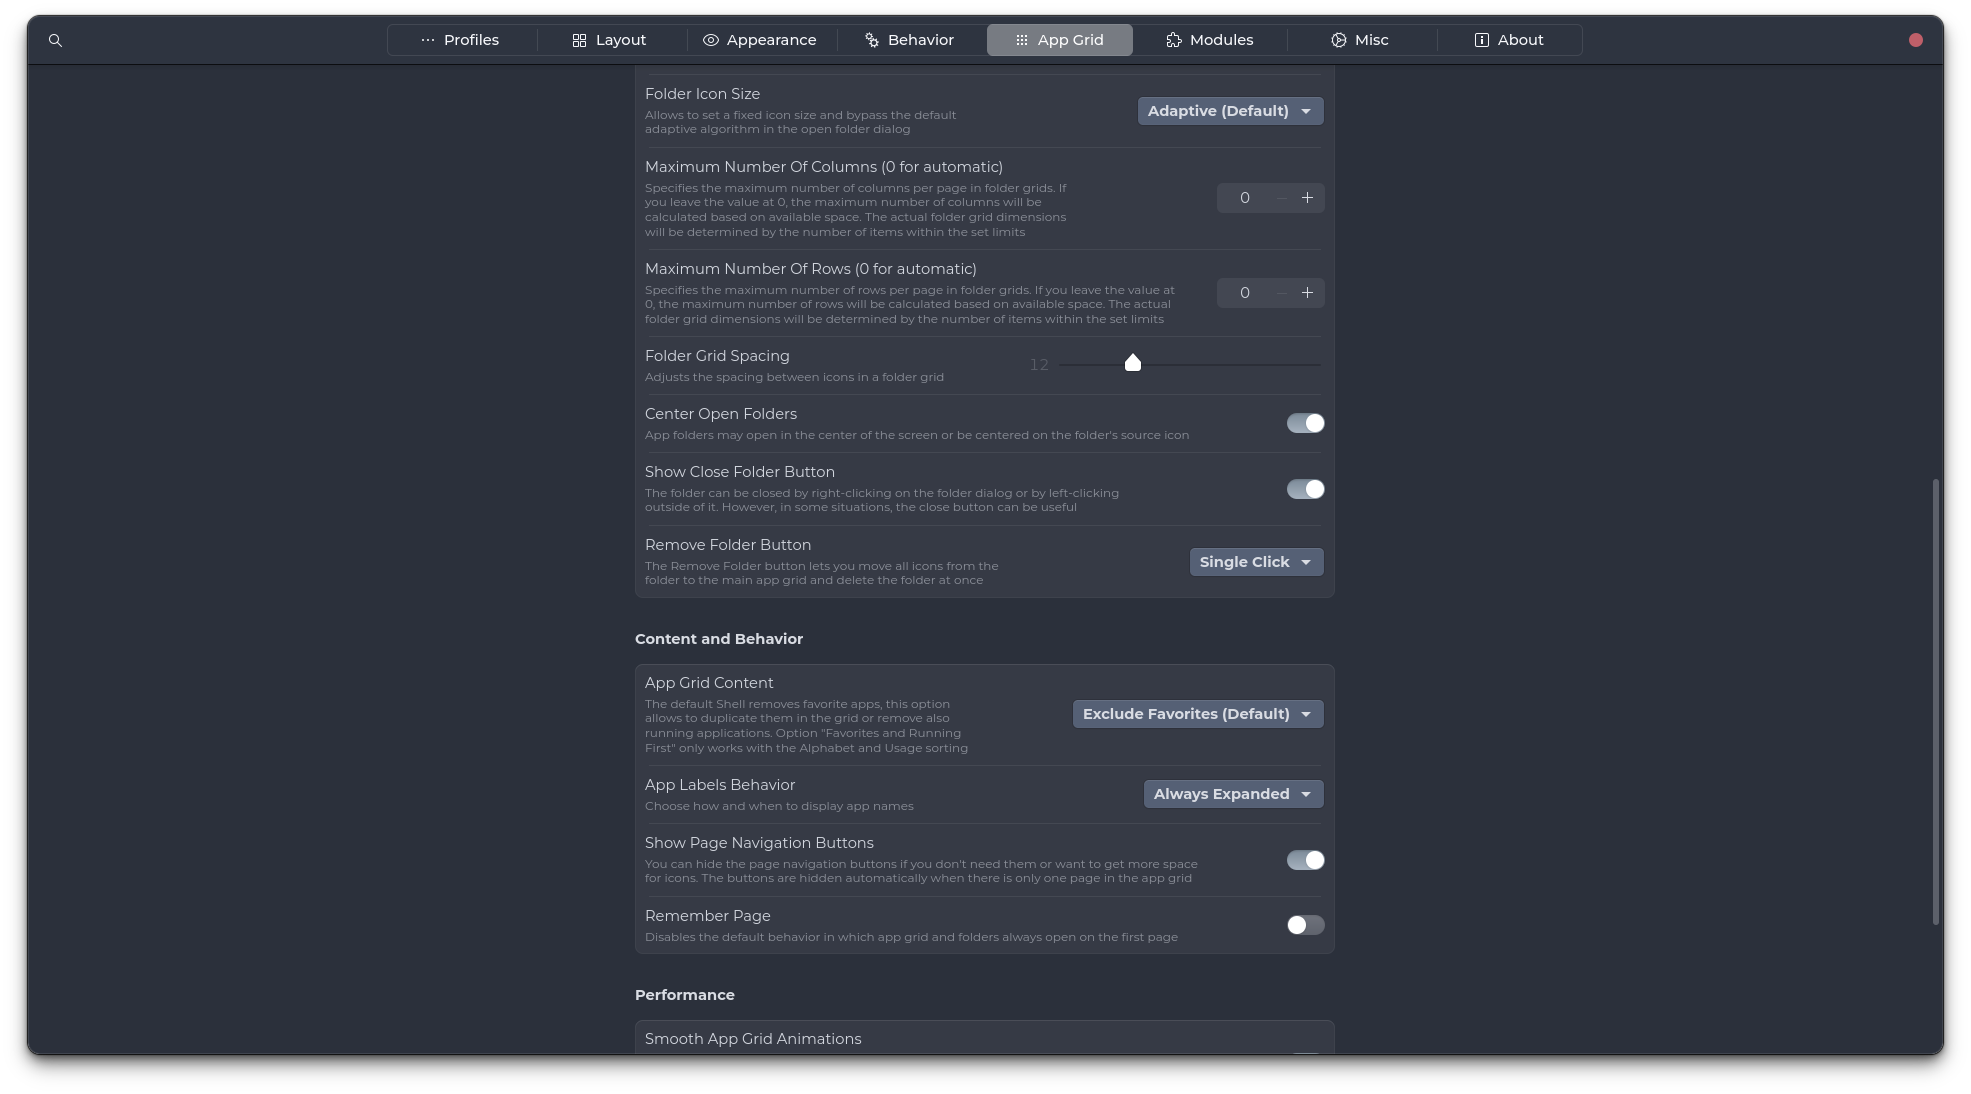 Profiles
Layout
Appearance
Behavior
App Grid
Modules
Misc
About
Folder Icon Size
Allows to set a fixed icon size and bypass the default
adaptive algorithm in the open folder dialog
Adaptive (Default)
Maximum Number Of Columns (0 for automatic)
Specifies the maximum number of columns per page in folder grids. If
you leave the value at 0, the maximum number of columns will be
calculated based on available space. The actual folder grid dimensions
will be determined by the number of items within the set limits
0
Maximum Number Of Rows (0 for automatic)
Specifies the maximum number of rows per page in folder grids. If you leave the value at
0, the maximum number of rows will be calculated based on available space. The actual
folder grid dimensions will be determined by the number of items within the set limits
0
Folder Grid Spacing
Adjusts the spacing between icons in a folder grid
12
Center Open Folders
App folders may open in the center of the screen or be centered on the folder's source icon
Show Close Folder Button
The folder can be closed by right-clicking on the folder dialog or by left-clicking
outside of it. However, in some situations, the close button can be useful
Remove Folder Button
The Remove Folder button lets you move all icons from the
folder to the main app grid and delete the folder at once
Single Click
Content and Behavior
App Grid Content
The default Shell removes favorite apps, this option
allows to duplicate them in the grid or remove also
running applications. Option "Favorites and Running
First" only works with the Alphabet and Usage sorting
Exclude Favorites (Default)
App Labels Behavior
Choose how and when to display app names
Always Expanded
Show Page Navigation Buttons
You can hide the page navigation buttons if you don't need them or want to get more space
for icons. The buttons are hidden automatically when there is only one page in the app grid
Remember Page
Disables the default behavior in which app grid and folders always open on the first page
Performance
Smooth App Grid Animations